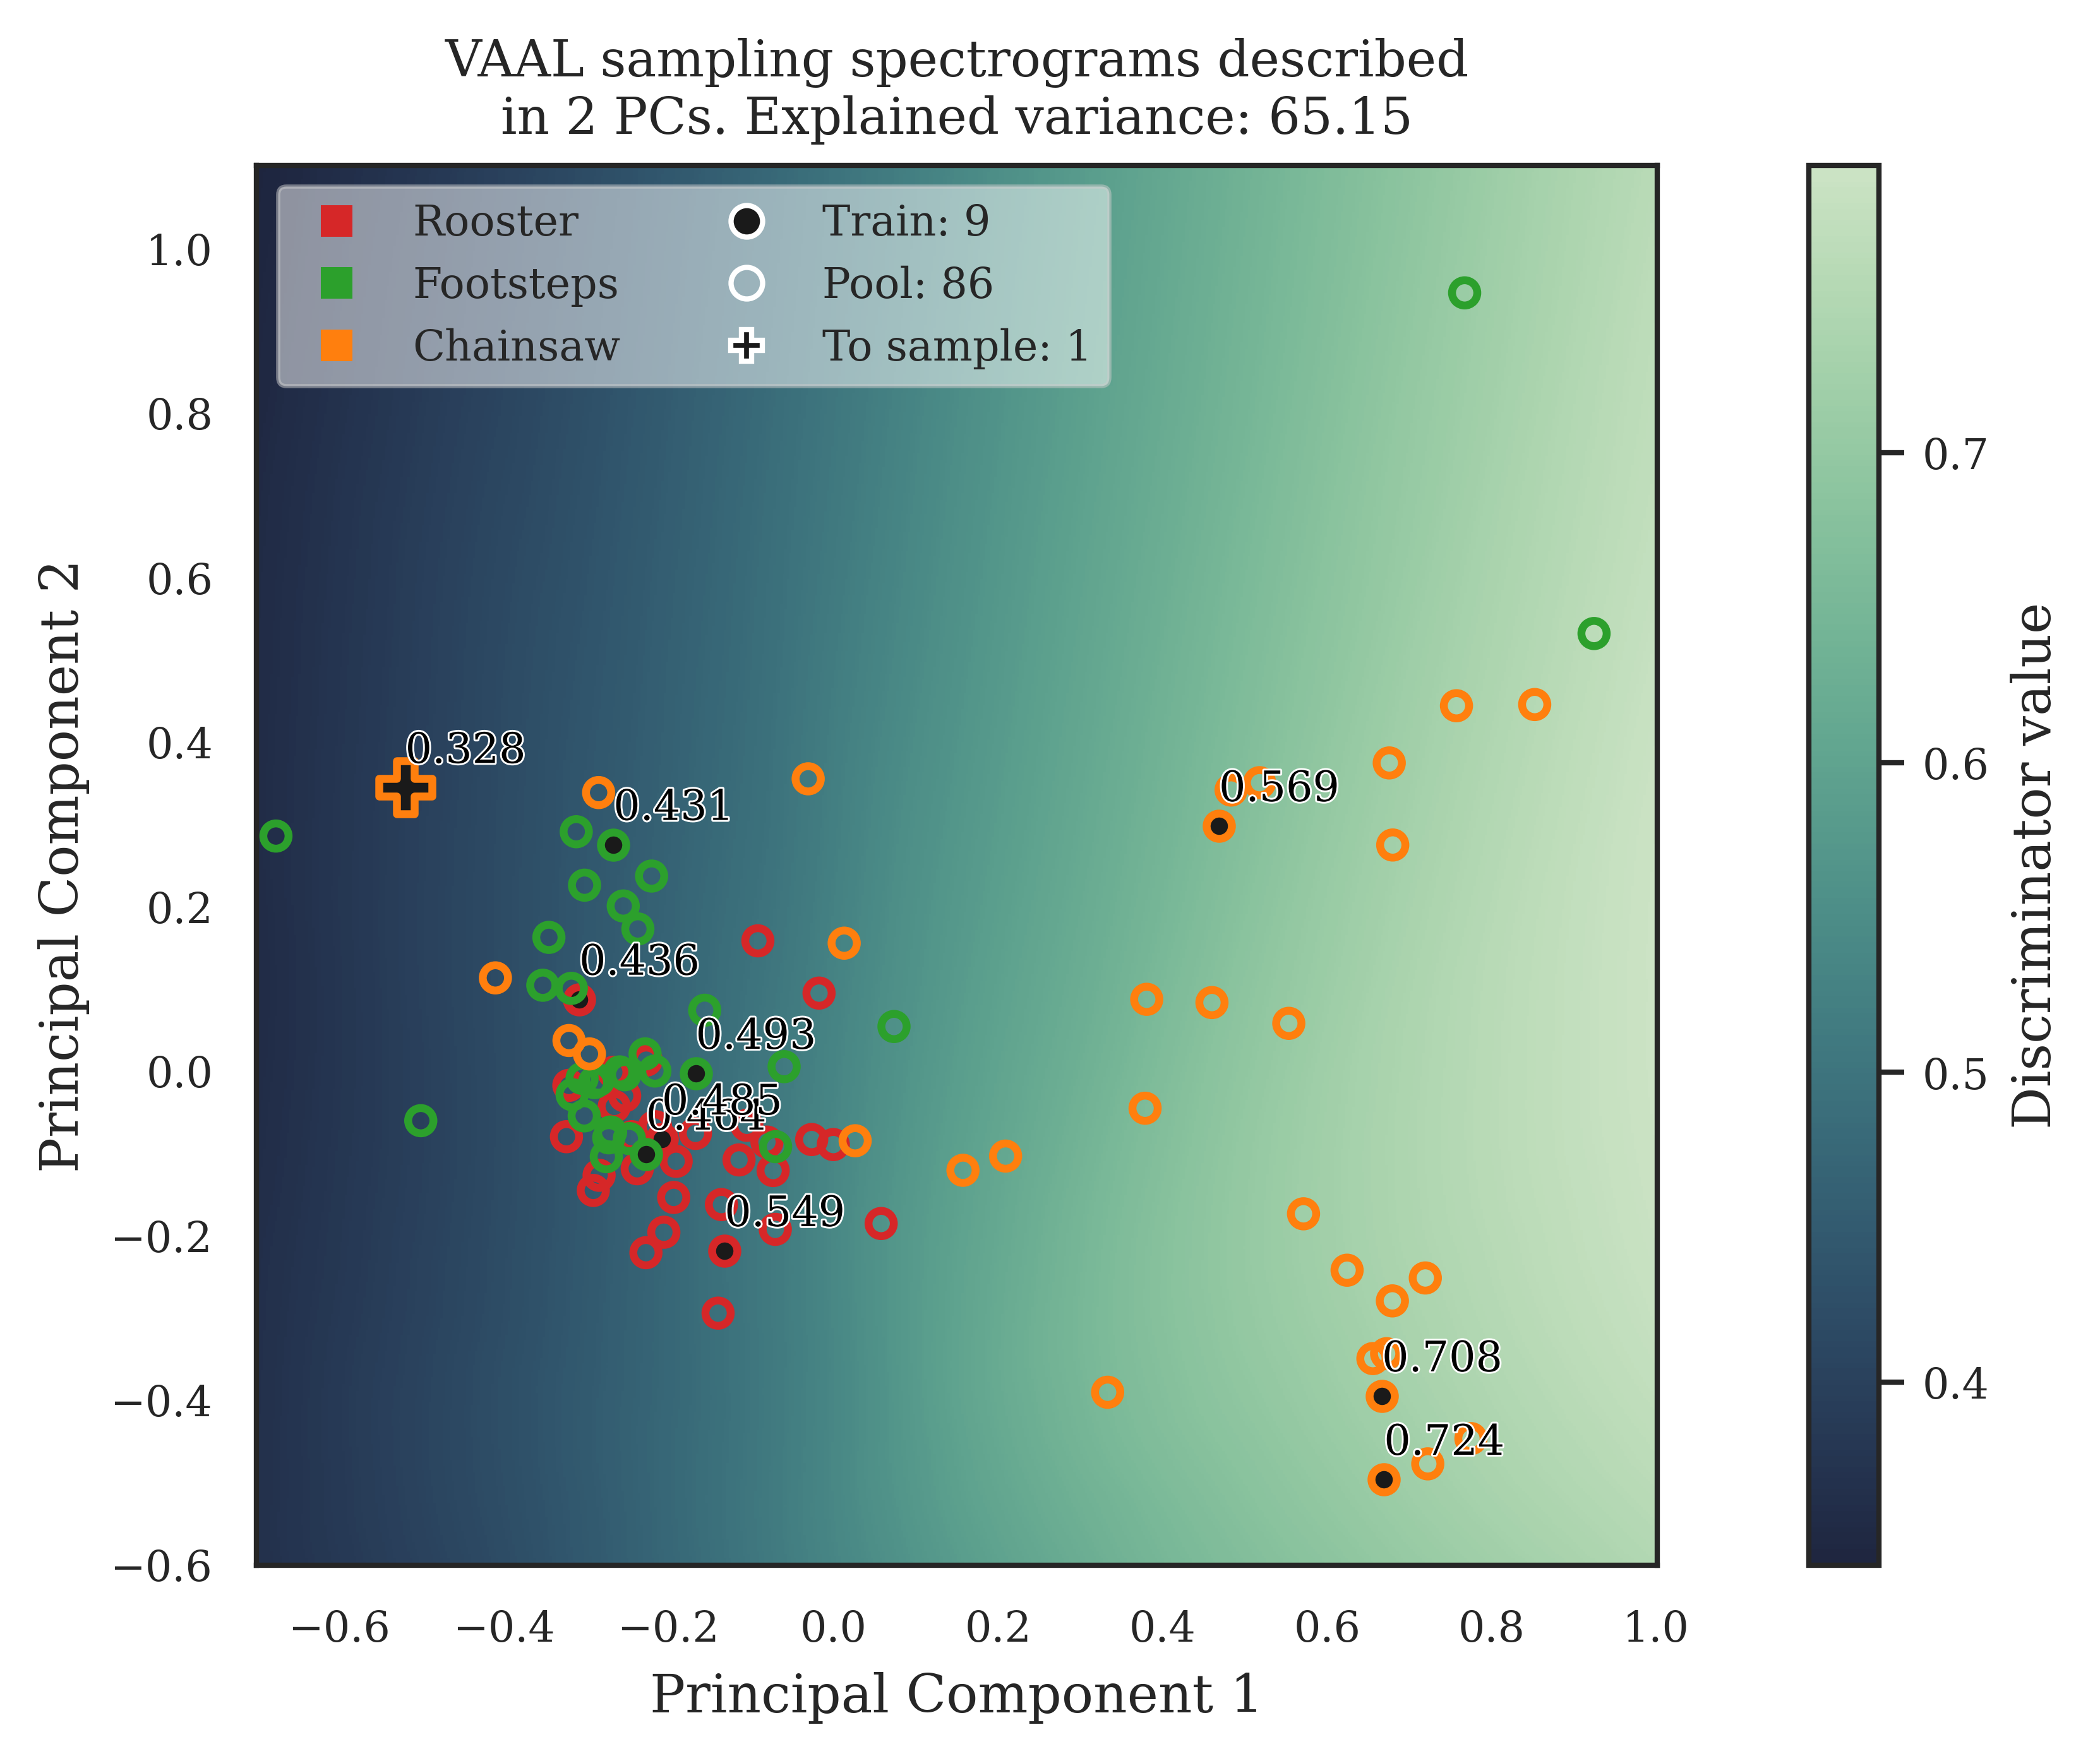 VAAL sampling spectrograms described
in 2 PCs. Explained variance: 65.15
Rooster
Footsteps
Chainsaw
Train: 9
Pool: 86
To sample: 1
Principal Component 2
1.0
0.8
0.6
0.4
0.2
0.0
−0.2
−0.4
−0.6
0.328
0.431
0.569
0.436
0.493
0.485
0.464
0.549
0.708
0.724
−0.6
−0.4
−0.2
0.0
0.2
0.4
0.6
0.8
1.0
Principal Component 1
0.7
0.6
0.5
0.4
Discriminator value